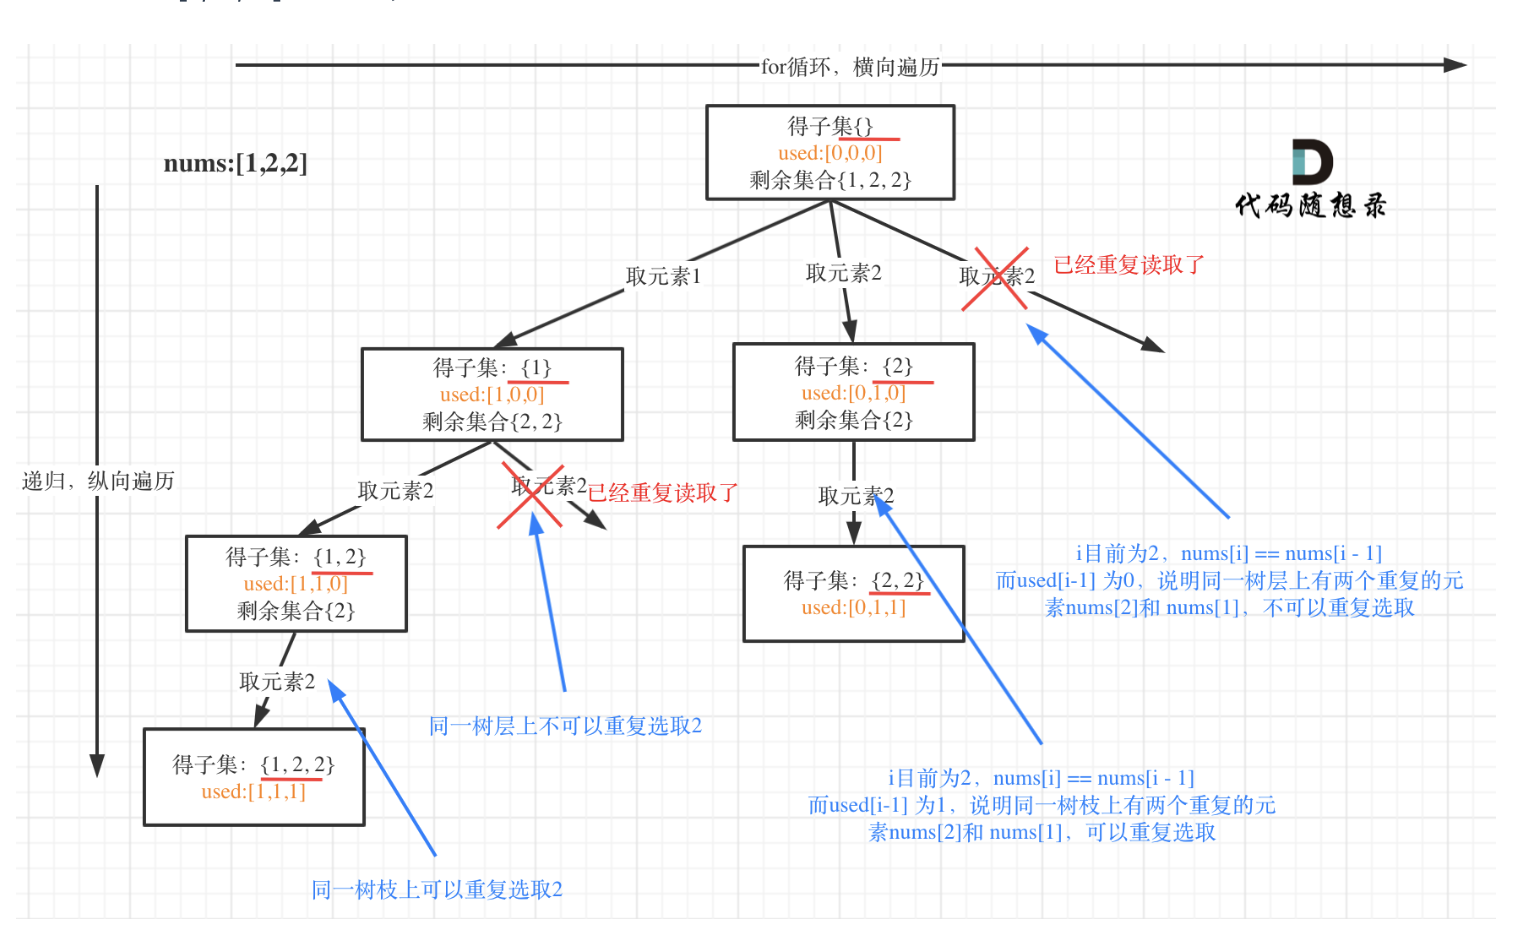 for循环，横向遍历
nums:[1,2,2]
得子集{}
used:[0,0,0]
剩余集合{1, 2, 2}
代码随想录
取元素1
取元素2
取元素2
已经重复读取了
得子集：{1}
used:[1,0,0]
剩余集合{2, 2}
得子集：{2}
used:[0,1,0]
剩余集合{2}
递归，纵向遍历
取元素2
取元素2
已经重复读取了
取元素2
得子集：{1, 2}
used:[1,1,0]
剩余集合{2}
得子集：{2, 2}
used:[0,1,1]
i目前为2，nums[i] == nums[i - 1]
而used[i-1] 为0，说明同一树层上有两个重复的元
素nums[2]和 nums[1]，不可以重复选取
取元素2
同一树层上不可以重复选取2
得子集：{1, 2, 2}
used:[1,1,1]
i目前为2，nums[i] == nums[i - 1]
而used[i-1] 为1，说明同一树枝上有两个重复的元
素nums[2]和 nums[1]，可以重复选取
同一树枝上可以重复选取2